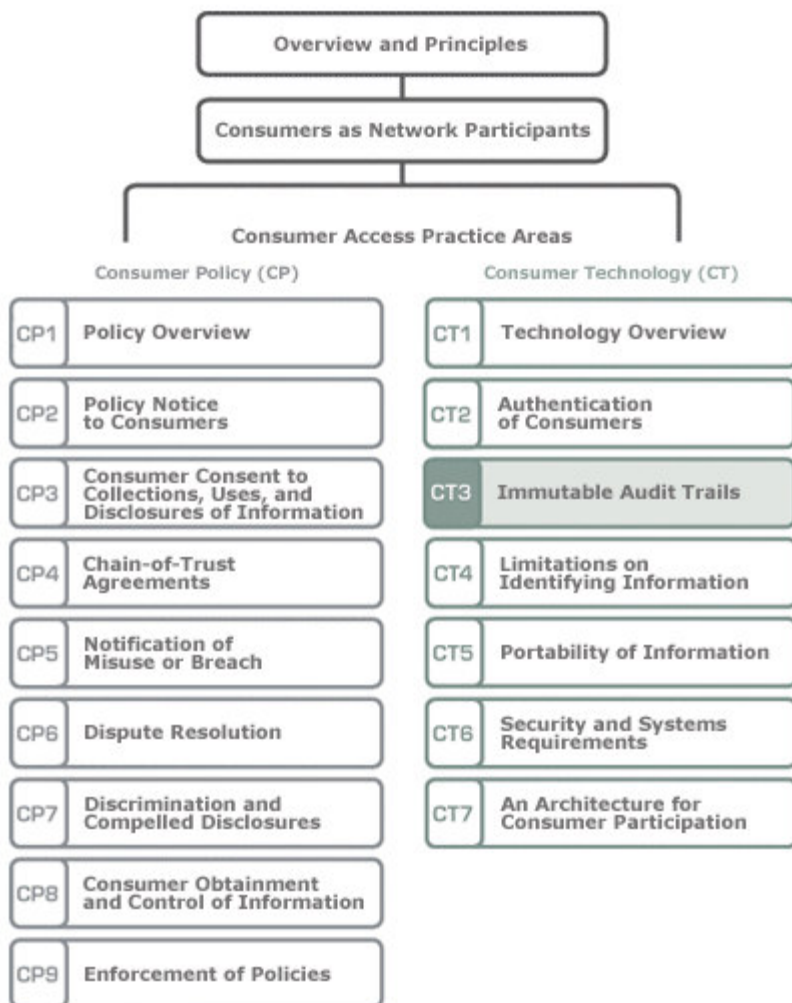 Overview and Principles
Consumers as Network Participants
Consumer Access Practice Areas
Consumer Policy (CP)
CP1 Policy Overview
CP2 Policy Notice
to Consumers
CP3 Consumer Consent to
Collections, Uses, and
Disclosures of Information
CP4 Chain-of-Trust
Agreements
CP5 Notification of
Misuse or Breach
CP6 Dispute Resolution
CP7 Discrimination and
Compelled Disclosures
CP8 Consumer Obtainment
and Control of Information
CP9 Enforcement of Policies
Consumer Technology (CT)
CT1 Technology Overview
CT2 Authentication
of Consumers
CT3 Immutable Audit Trails
CT4 Limitations on
Identifying Information
CT5 Portability of Information
CT6 Security and Systems
Requirements
CT7 An Architecture for
Consumer Participation